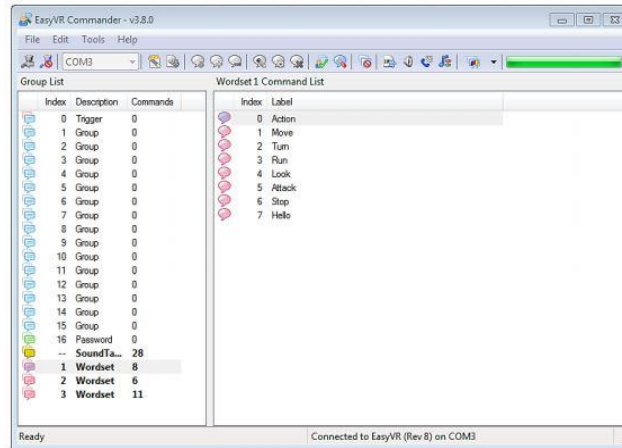 EasyVR Commander - v3.8.0
File Edit Tools Help
COM3
Group List Wordset 1 Command List
Index Description Commands Index Label
0 Trigger 0 0 Action
1 Group 0 1 Move
2 Group 0 2 Turn
3 Group 0 3 Run
4 Group 0 4 Look
5 Group 0 5 Attack
6 Group 0 6 Stop
7 Group 0 7 Hello
8 Group 0
9 Group 0
10 Group 0
11 Group 0
12 Group 0
13 Group 0
14 Group 0
15 Group 0
16 Password 0
-- SoundTa... 28
1 Wordset 8
2 Wordset 6
3 Wordset 11
Ready Connected to EasyVR (Rev 8) on COM3